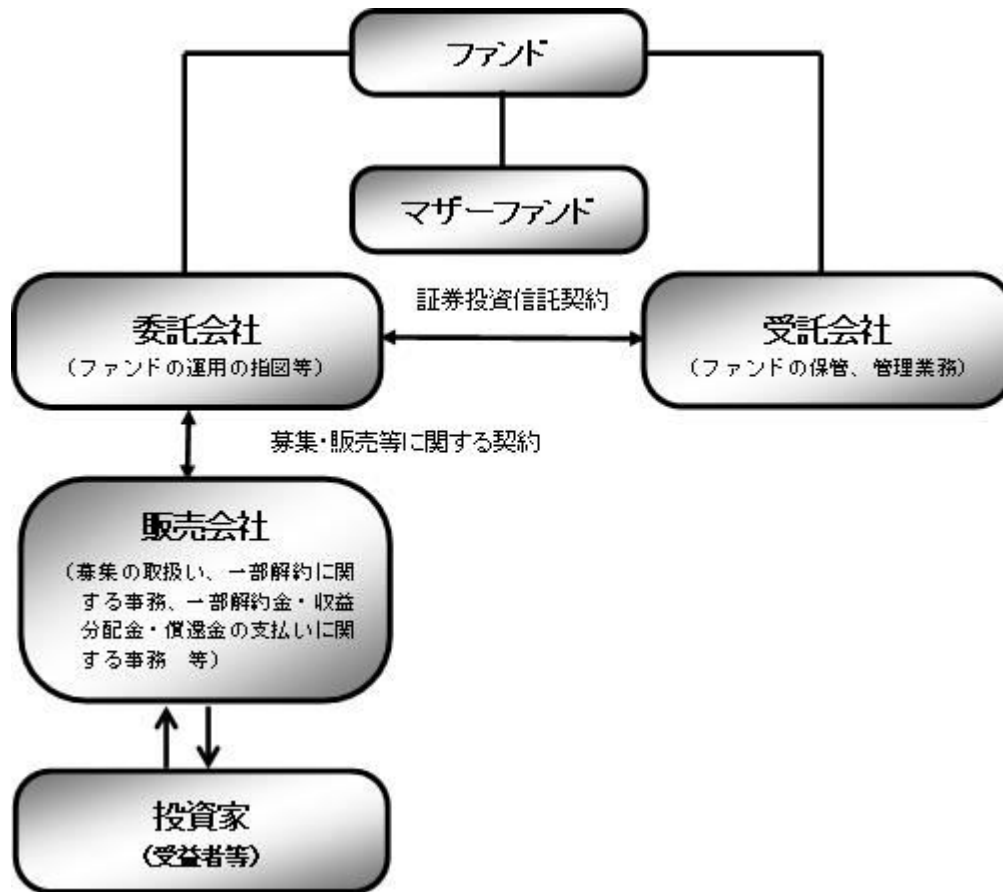 ファンド
マザーファンド
証券投資信託契約
委託会社
（ファンドの運用の指図等）
受託会社
（ファンドの保管、管理業務）
募集・販売等に関する契約
販売会社
（募集の取扱い、一部解約に関
する事務、一部解約金・収益
分配金・償還金の支払いに関
する事務　等）
投資家
（受益者等）